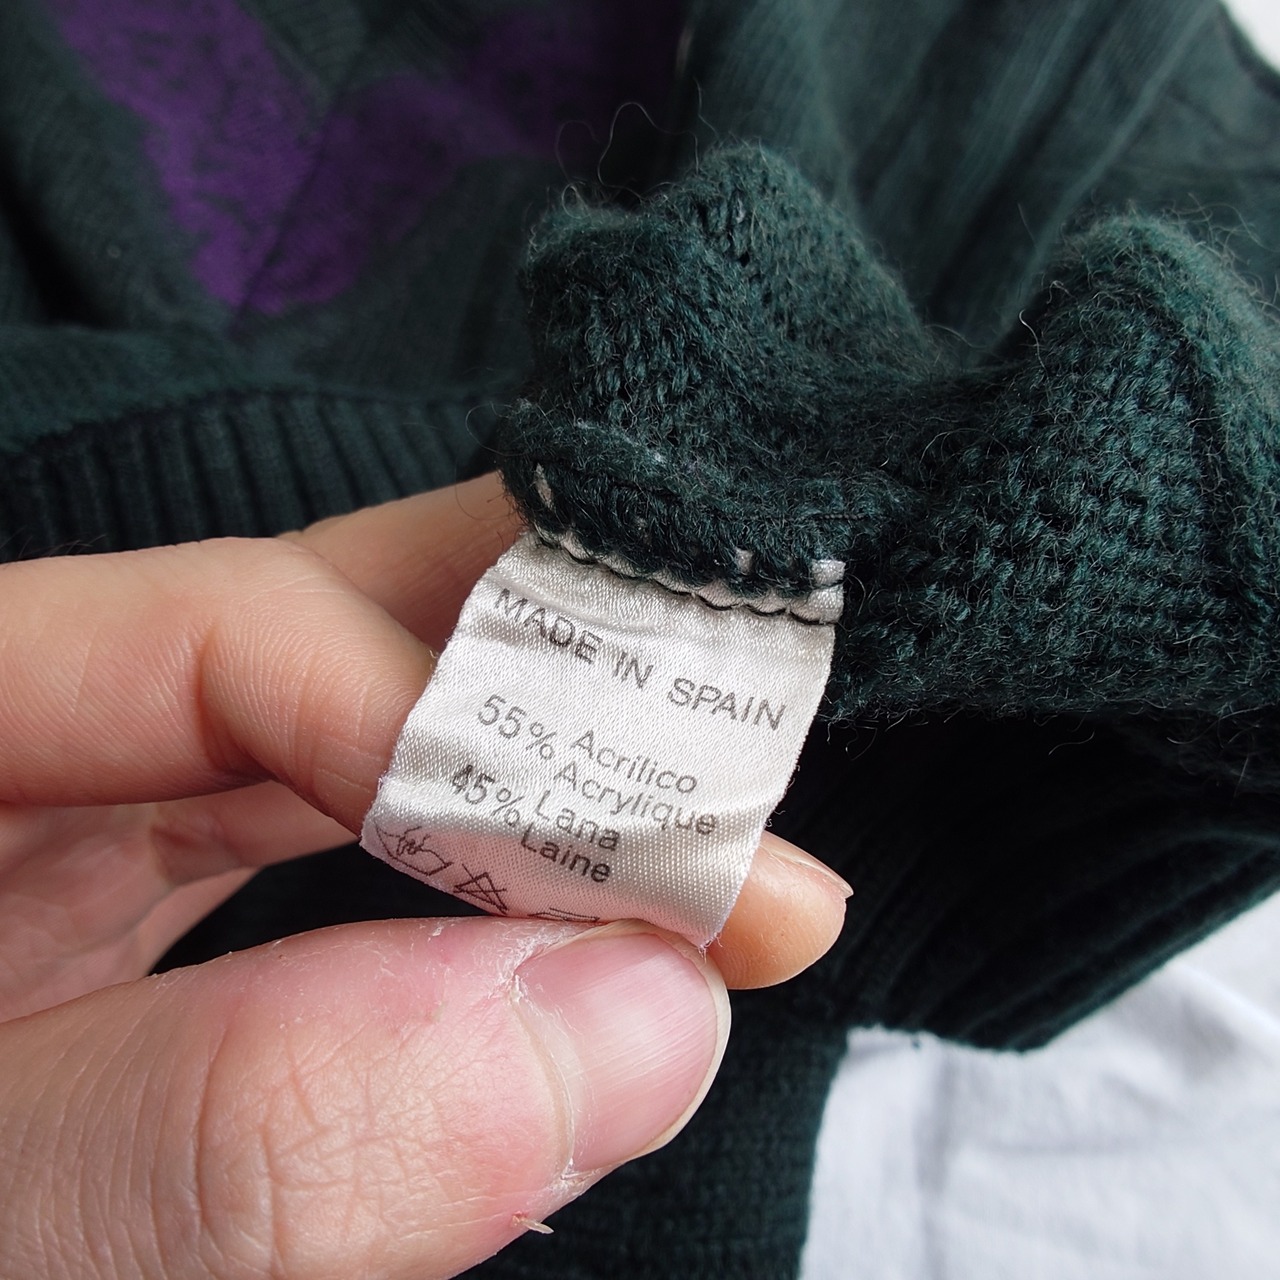 MADE IN SPAIN
55% Acrilico
Acrylique
45% Lana
Laine